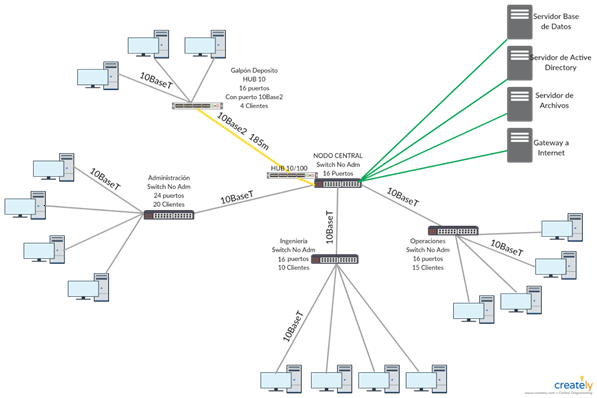 Servidor Base
de Datos
Servidor de Active
Directory
Servidor de
Archivos
Gateway a
Internet
Galpón Deposito
HUB 10
16 puertos
Con puerto 10Base2
4 Clientes
10BaseT
10Base2 185m
HUB 10/100
NODO CENTRAL
Switch No Adm
16 Puertos
Administración
Switch No Adm
24 puertos
20 Clientes
10BaseT
10BaseT
10BaseT
10BaseT
Ingeniería
Switch No Adm
16 puertos
10 Clientes
Operaciones
Switch No Adm
16 puertos
15 Clientes
10BaseT
10BaseT
creately
www.creately.com • Online Diagramming